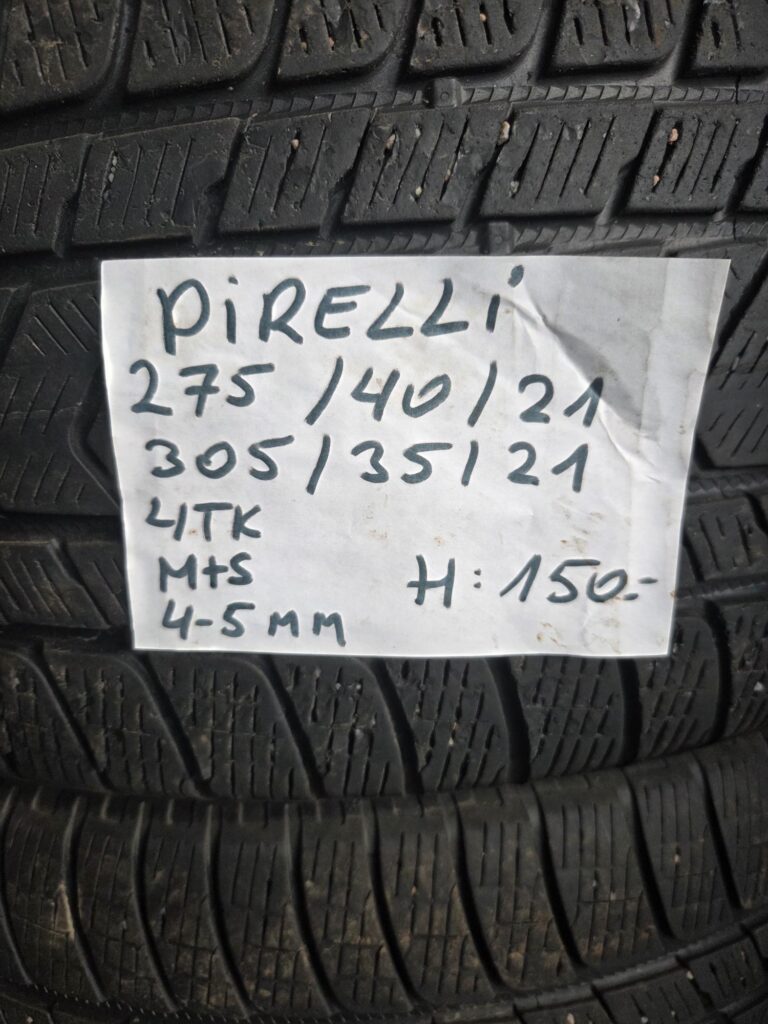 PiRELLi
275 /40/21
305/35/21
4TK
M+S
H: 150.-
4-5mm